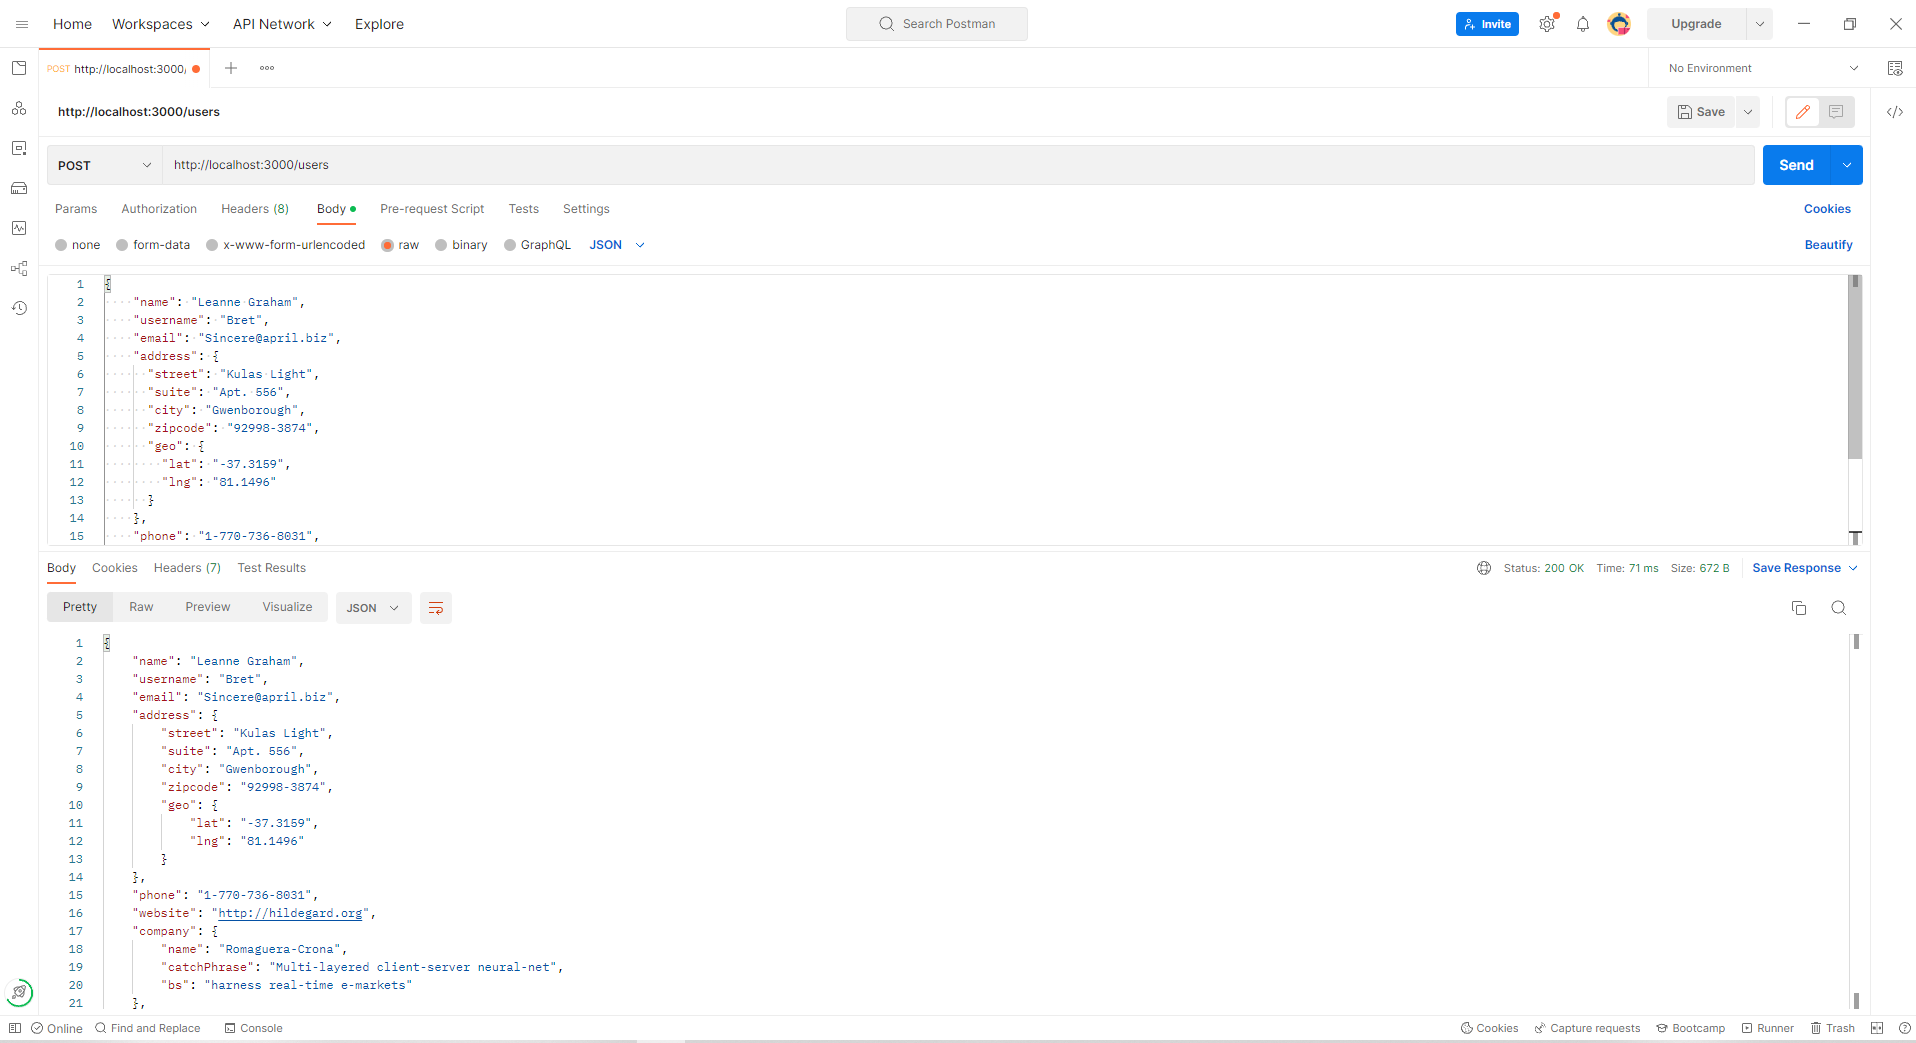 Home Workspaces API Network Explore Search Postman Invite Upgrade
POST http://localhost:3000/ No Environment
http://localhost:3000/users Save
POST http://localhost:3000/users Send
Params Authorization Headers (8) Body Pre-request Script Tests Settings Cookies
none form-data x-www-form-urlencoded raw binary GraphQL JSON Beautify
1 {
2 "name": "Leanne Graham",
3 "username": "Bret",
4 "email": "Sincere@april.biz",
5 "address": {
6 "street": "Kulas Light",
7 "suite": "Apt. 556",
8 "city": "Gwenborough",
9 "zipcode": "92998-3874",
10 "geo": {
11 "lat": "-37.3159",
12 "lng": "81.1496"
13 }
14 },
15 "phone": "1-770-736-8031",
Body Cookies Headers (7) Test Results Status: 200 OK Time: 71 ms Size: 672 B Save Response
Pretty Raw Preview Visualize JSON
1 {
2 "name": "Leanne Graham",
3 "username": "Bret",
4 "email": "Sincere@april.biz",
5 "address": {
6 "street": "Kulas Light",
7 "suite": "Apt. 556",
8 "city": "Gwenborough",
9 "zipcode": "92998-3874",
10 "geo": {
11 "lat": "-37.3159",
12 "lng": "81.1496"
13 }
14 },
15 "phone": "1-770-736-8031",
16 "website": "http://hildegard.org",
17 "company": {
18 "name": "Romaguera-Crona",
19 "catchPhrase": "Multi-layered client-server neural-net",
20 "bs": "harness real-time e-markets"
21 },
Online Find and Replace Console Cookies Capture requests Bootcamp Runner Trash